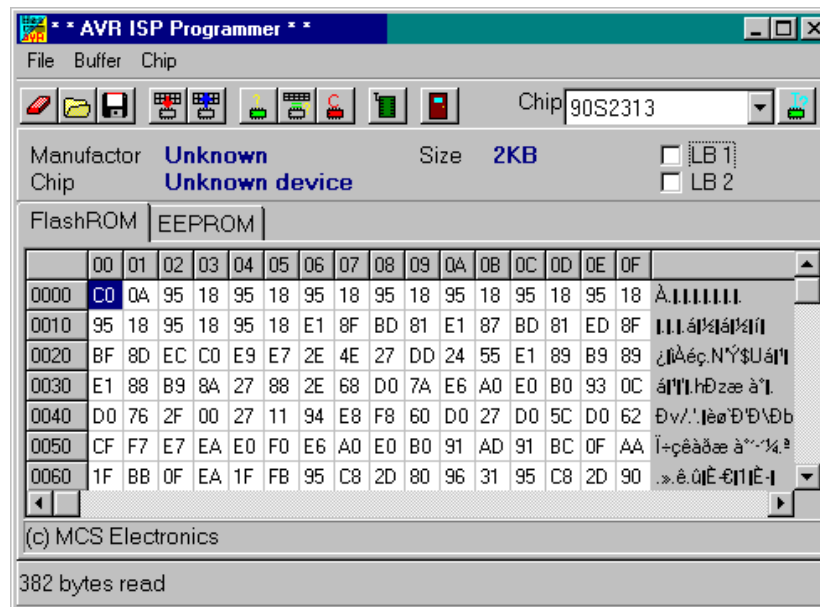 * * AVR ISP Programmer * *
File Buffer Chip
Chip 90S2313
Manufactor Unknown Size 2KB LB 1
Chip Unknown device LB 2
FlashROM EEPROM
00 01 02 03 04 05 06 07 08 09 0A 0B 0C 0D 0E 0F
0000 C0 0A 95 18 95 18 95 18 95 18 95 18 95 18 95 18
0010 95 18 95 18 95 18 E1 8F BD 81 E1 87 BD 81 ED 8F
0020 BF 8D EC C0 E9 E7 2E 4E 27 DD 24 55 E1 89 B9 89
0030 E1 88 B9 8A 27 88 2E 68 D0 7A E6 A0 E0 B0 93 0C
0040 D0 76 2F 00 27 11 94 E8 F8 60 D0 27 D0 5C D0 62
0050 CF F7 E7 EA E0 F0 E6 A0 E0 B0 91 AD 91 BC 0F AA
0060 1F BB 0F EA 1F FB 95 C8 2D 80 96 31 95 C8 2D 90
(c) MCS Electronics
382 bytes read